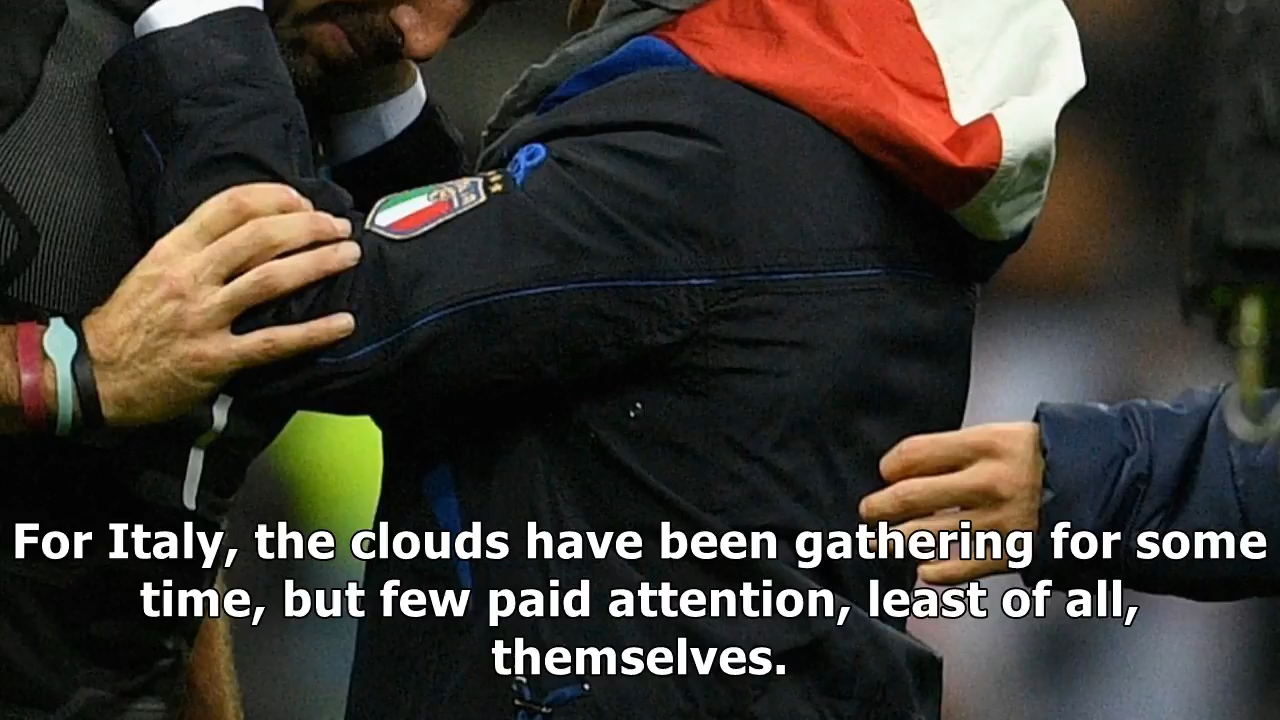 For Italy, the clouds have been gathering for some
time, but few paid attention, least of all,
themselves.